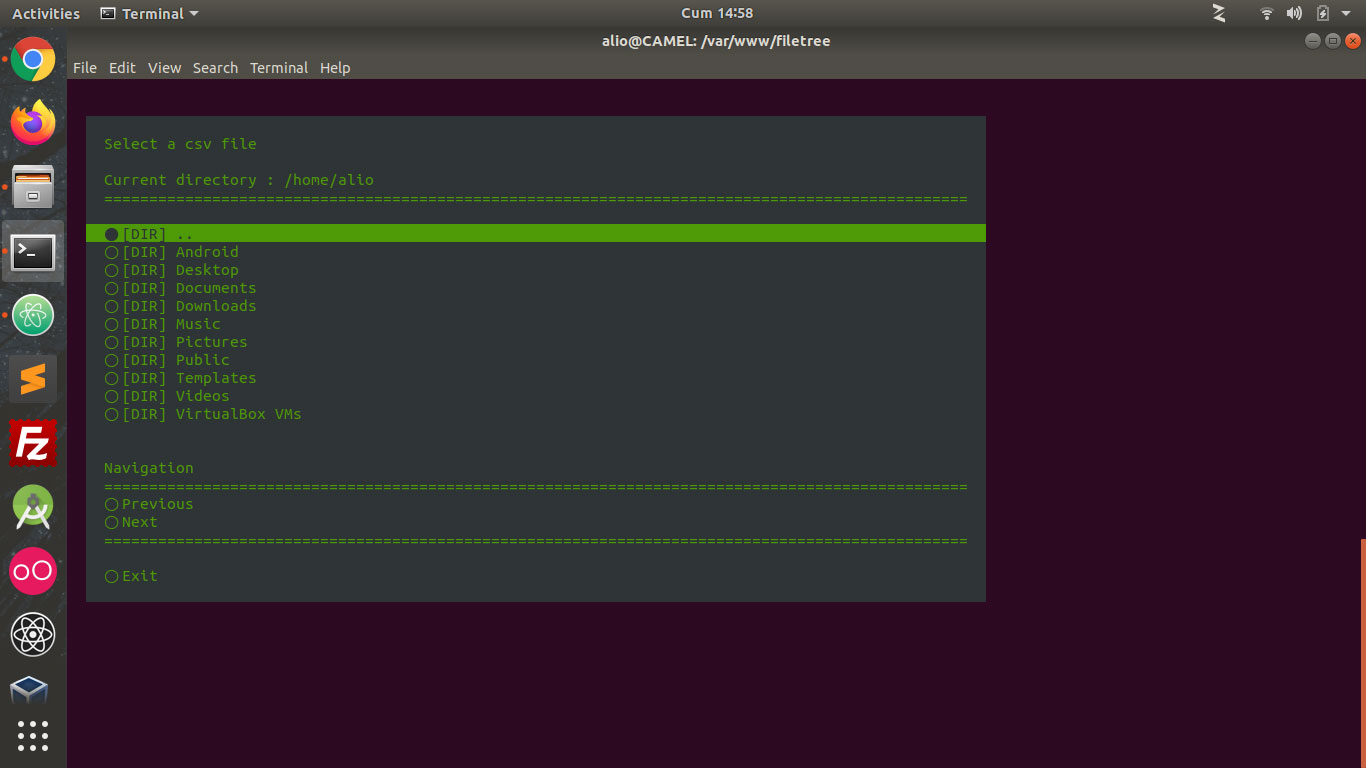 Activities Terminal Cum 14:58
alio@CAMEL: /var/www/filetree
File Edit View Search Terminal Help
Select a csv file
Current directory : /home/alio
================================================================================================
●[DIR] ..
○[DIR] Android
○[DIR] Desktop
○[DIR] Documents
○[DIR] Downloads
○[DIR] Music
○[DIR] Pictures
○[DIR] Public
○[DIR] Templates
○[DIR] Videos
○[DIR] VirtualBox VMs
Navigation
================================================================================================
○Previous
○Next
================================================================================================
○Exit